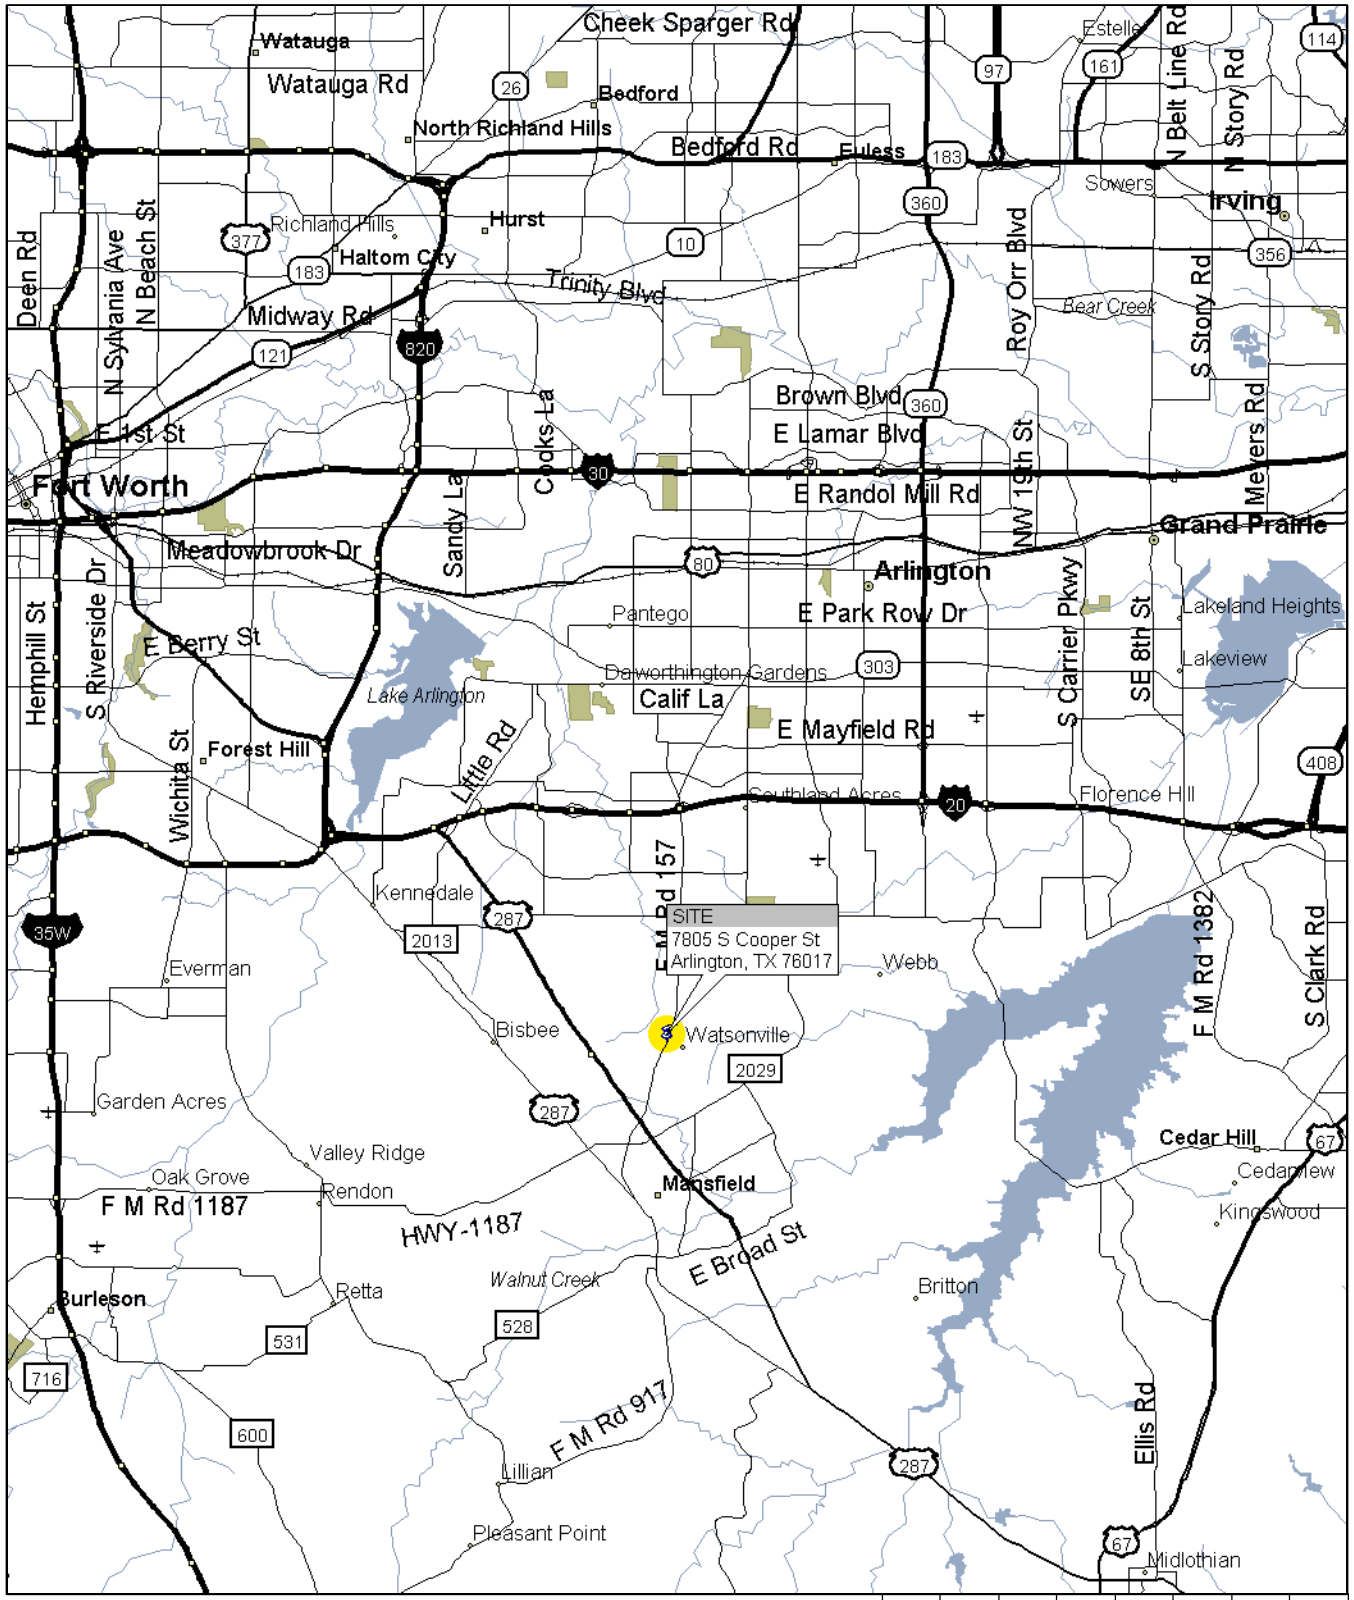 Cheek Sparger Rd
Estelle
N Belt Line Rd
114
Watauga
161
97
N Story Rd
Watauga Rd
26
Bedford
North Richland Hills
Bedford Rd
Euless
183
Sowers
Irving
360
Richland Hills
Hurst
377
10
Deen Rd
N Sylvania Ave
N Beach St
Haltom City
183
356
Trinity Blvd
Roy Orr Blvd
Bear Creek
S Story Rd
Midway Rd
820
121
Brown Blvd
360
E 1st St
E Lamar Blvd
Cooks La
NW 19th St
Meyers Rd
30
Fort Worth
E Randol Mill Rd
Sandy La
Grand Prairie
Meadowbrook Dr
80
Arlington
Hemphill St
S Riverside Dr
Pantego
E Park Row Dr
S Carrier Pkwy
SE 8th St
Lakeland Heights
E Berry St
303
Lakeview
Daworthington Gardens
Lake Arlington
Calif La
E Mayfield Rd
Wichita St
Forest Hill
Little Rd
408
Southland Acres
20
Florence Hill
F M Rd 157
Kennedale
287
F M Rd 1382
S Clark Rd
SITE
7805 S Cooper St
Arlington, TX 76017
35W
2013
Everman
Webb
Bisbee
Watsonville
2029
Garden Acres
287
Cedar Hill
67
Valley Ridge
Oak Grove
Rendon
Mansfield
Cedarview
F M Rd 1187
HWY-1187
Kingswood
E Broad St
Walnut Creek
Britton
Retta
Burleson
528
531
716
F M Rd 917
Ellis Rd
600
Lillian
287
Pleasant Point
67
Midlothian